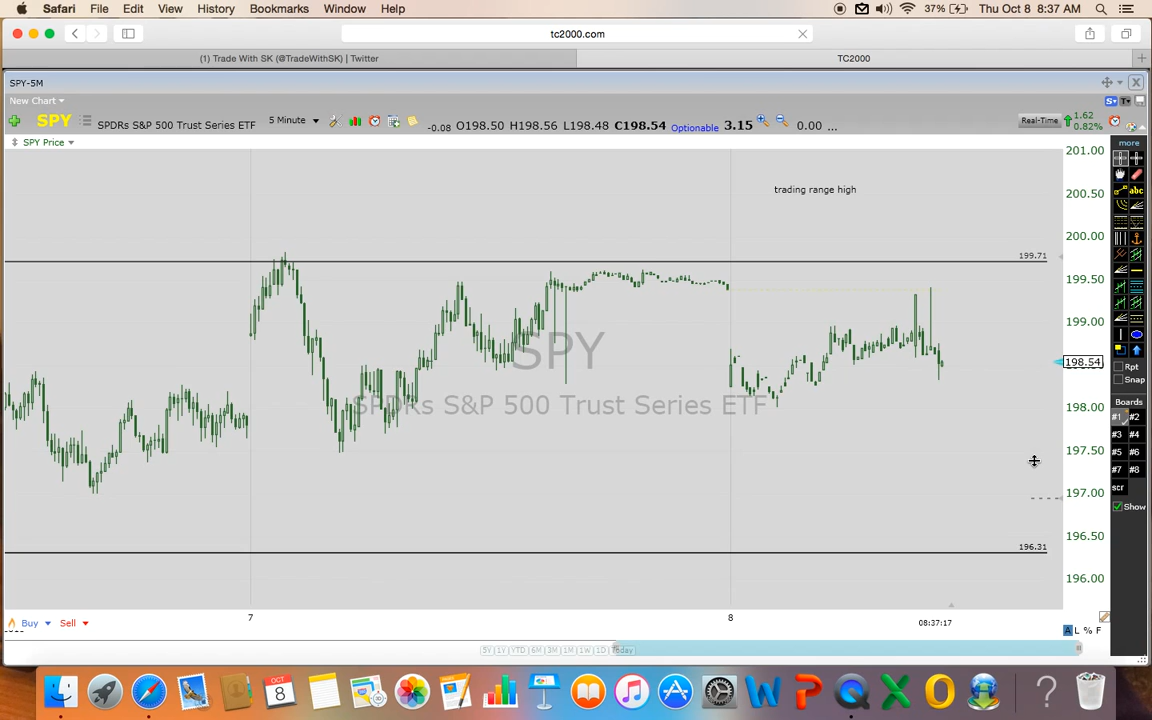 Safari File Edit View History Bookmarks Window Help 37% Thu Oct 8 8:37 AM
tc2000.com
(1) Trade With SK (@TradeWithSK) | Twitter TC2000
SPY-5M
New Chart
SPY SPDRs S&P 500 Trust Series ETF 5 Minute -0.08 O198.50 H198.56 L198.48 C198.54 Optionable 3.15 0.00 ... Real-Time 1.62
0.82%
SPY Price
more
201.00
trading range high
200.50
abc
200.00
199.71
199.50
199.00
SPY
198.54
Rpt
Snap
SPDRs S&P 500 Trust Series ETF
198.00
Boards
#1 #2
#3 #4
197.50
#5 #6
#7 #8
scr
197.00
Show
196.50
196.31
196.00
7 8 08:37:17
Buy Sell
A L % F
5Y 1Y YTD 6M 3M 1M 1W 1D Today
OCT
8